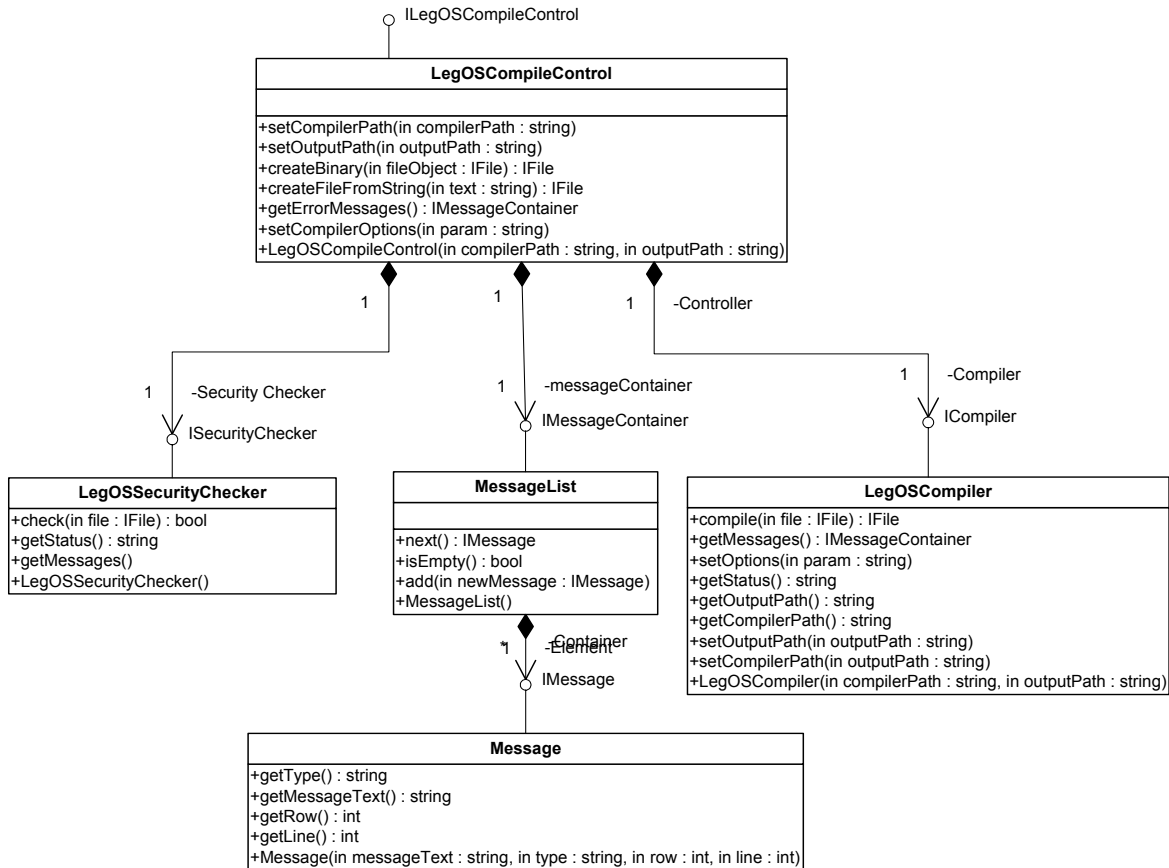 ILegOSCompileControl
LegOSCompileControl
+setCompilerPath(in compilerPath : string)
+setOutputPath(in outputPath : string)
+createBinary(in fileObject : IFile) : IFile
+createFileFromString(in text : string) : IFile
+getErrorMessages() : IMessageContainer
+setCompilerOptions(in param : string)
+LegOSCompileControl(in compilerPath : string, in outputPath : string)
1
1
1
-Controller
1
-Security Checker
1
-messageContainer
1
-Compiler
ISecurityChecker
IMessageContainer
ICompiler
LegOSSecurityChecker
+check(in file : IFile) : bool
+getStatus() : string
+getMessages()
+LegOSSecurityChecker()
MessageList
+next() : IMessage
+isEmpty() : bool
+add(in newMessage : IMessage)
+MessageList()
LegOSCompiler
+compile(in file : IFile) : IFile
+getMessages() : IMessageContainer
+setOptions(in param : string)
+getStatus() : string
+getOutputPath() : string
+getCompilerPath() : string
+setOutputPath(in outputPath : string)
+setCompilerPath(in outputPath : string)
+LegOSCompiler(in compilerPath : string, in outputPath : string)
1
-Container
*
-Element
IMessage
Message
+getType() : string
+getMessageText() : string
+getRow() : int
+getLine() : int
+Message(in messageText : string, in type : string, in row : int, in line : int)